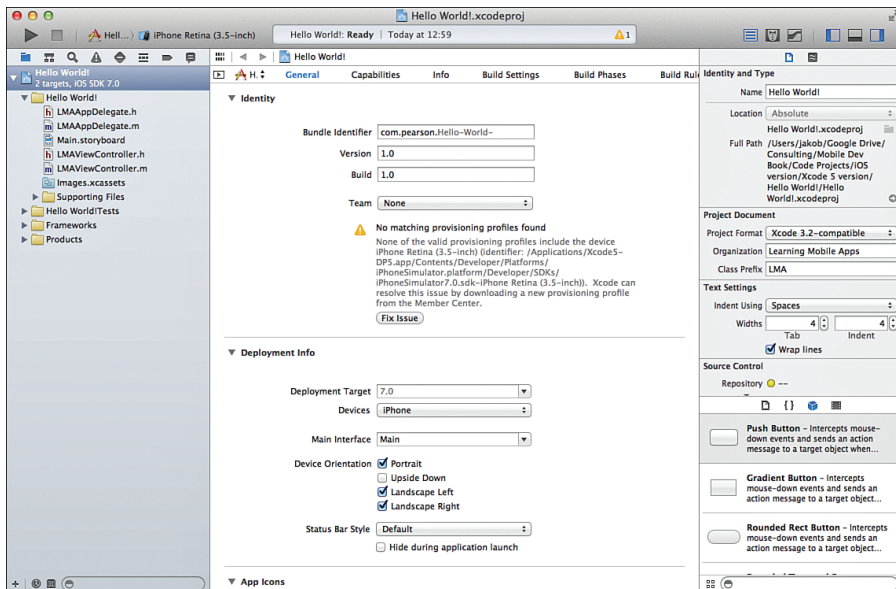 Hello World!.xcodeproj
Hell... iPhone Retina (3.5-inch)
Hello World!: Ready | Today at 12:59
1
Hello World!
2 targets, iOS SDK 7.0
Hello World!
LMAAppDelegate.h
LMAAppDelegate.m
Main.storyboard
LMAViewController.h
LMAViewController.m
Images.xcassets
Supporting Files
Hello World!Tests
Frameworks
Products
Hello World!
H.
General Capabilities Info Build Settings Build Phases Build Rul
Identity
Bundle Identifier com.pearson.Hello-World-
Version 1.0
Build 1.0
Team None
No matching provisioning profiles found
None of the valid provisioning profiles include the device
iPhone Retina (3.5-inch) (identifier: /Applications/Xcode5-
DP5.app/Contents/Developer/Platforms/
iPhoneSimulator.platform/Developer/SDKs/
iPhoneSimulator7.0.sdk-iPhone Retina (3.5-inch)). Xcode can
resolve this issue by downloading a new provisioning profile
from the Member Center.
Fix Issue
Deployment Info
Deployment Target 7.0
Devices iPhone
Main Interface Main
Device Orientation Portrait
Upside Down
Landscape Left
Landscape Right
Status Bar Style Default
Hide during application launch
App Icons
Identity and Type
Name Hello World!
Location Absolute
Hello World!.xcodeproj
Full Path /Users/jakob/Google Drive/
Consulting/Mobile Dev
Book/Code Projects/iOS
version/Xcode 5 version/
Hello World!/Hello
World!.xcodeproj
Project Document
Project Format Xcode 3.2-compatible
Organization Learning Mobile Apps
Class Prefix LMA
Text Settings
Indent Using Spaces
Widths 4 4
Tab Indent
Wrap lines
Source Control
Repository --
Push Button - Intercepts mouse-
down events and sends an action
message to a target object when...
Gradient Button - Intercepts
mouse-down events and sends an
action message to a target object...
Rounded Rect Button - Intercepts
mouse-down events and sends an
action message to a target object...